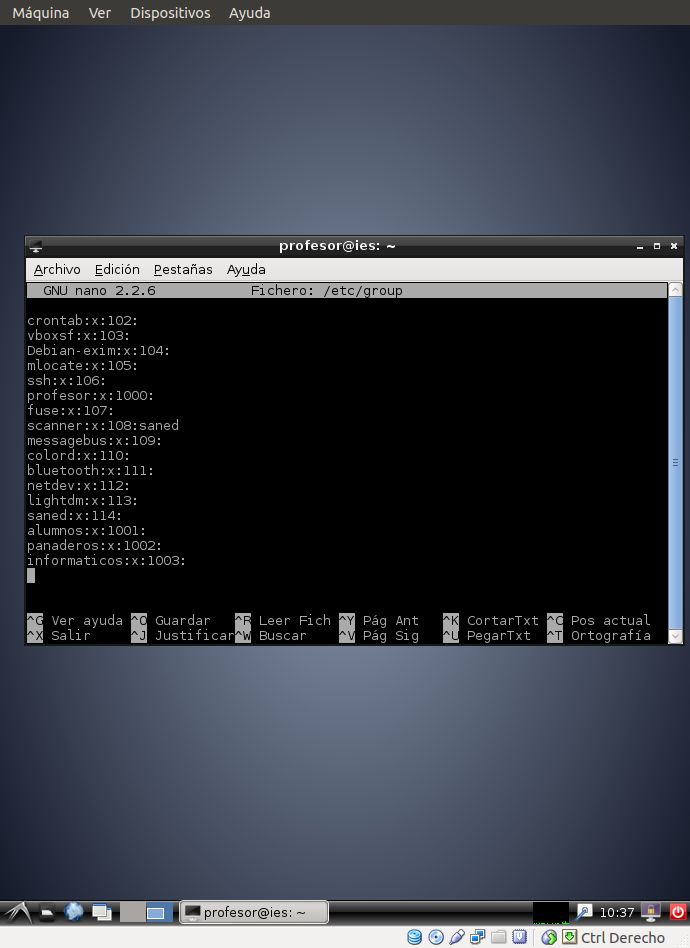 Máquina Ver Dispositivos Ayuda
profesor@ies: ~
Archivo Edición Pestañas Ayuda
GNU nano 2.2.6 Fichero: /etc/group
crontab:x:102:
vboxsf:x:103:
Debian-exim:x:104:
mlocate:x:105:
ssh:x:106:
profesor:x:1000:
fuse:x:107:
scanner:x:108:saned
messagebus:x:109:
colord:x:110:
bluetooth:x:111:
netdev:x:112:
lightdm:x:113:
saned:x:114:
alumnos:x:1001:
panaderos:x:1002:
informaticos:x:1003:
^G Ver ayuda ^O Guardar ^R Leer Fich ^Y Pág Ant ^K CortarTxt ^C Pos actual
^X Salir ^J Justificar ^W Buscar ^V Pág Sig ^U PegarTxt ^T Ortografía
profesor@ies: ~ 10:37
Ctrl Derecho